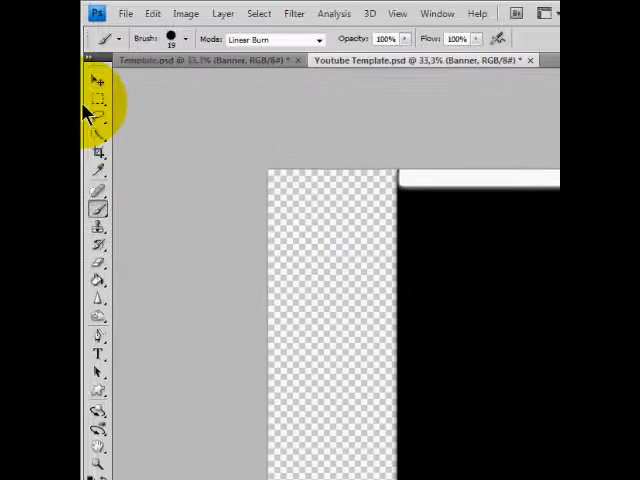 Ps File Edit Image Layer Select Filter Analysis 3D View Window Help Br
Brush: 19 Mode: Linear Burn Opacity: 100% Flow: 100%
Template.psd @ 33,3% (Banner, RGB/8#) * × Youtube Template.psd @ 33,3% (Banner, RGB/8#) * ×
T